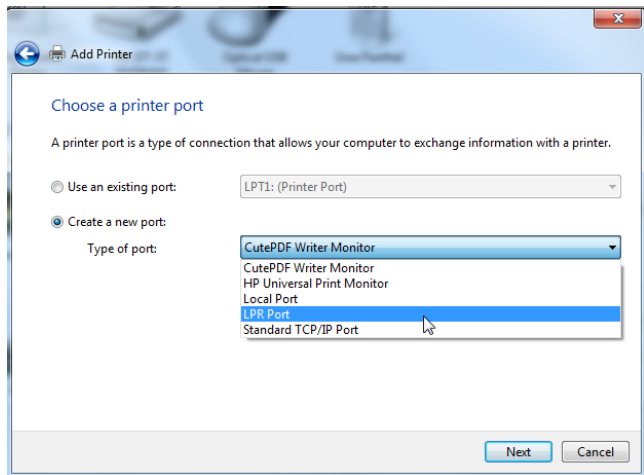 Add Printer
Choose a printer port
A printer port is a type of connection that allows your computer to exchange information with a printer.
Use an existing port:
LPT1: (Printer Port)
Create a new port:
Type of port:
CutePDF Writer Monitor
CutePDF Writer Monitor
HP Universal Print Monitor
Local Port
LPR Port
Standard TCP/IP Port
Next
Cancel